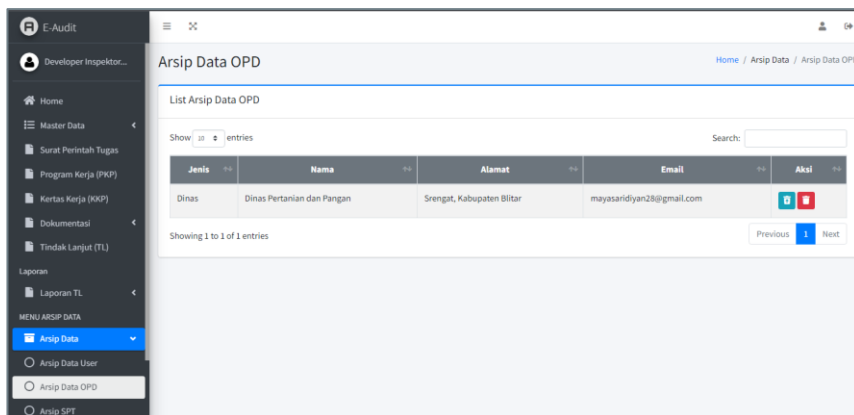 E-Audit
Developer Inspektor...
Home
Master Data
Surat Perintah Tugas
Program Kerja (PKP)
Kertas Kerja (KKP)
Dokumentasi
Tindak Lanjut (TL)
Laporan
Laporan TL
MENU ARSIP DATA
Arsip Data
Arsip Data User
Arsip Data OPD
Arsip SPT
Arsip Data OPD
Home / Arsip Data / Arsip Data OPD
List Arsip Data OPD
Show 10 entries
Search:
Jenis Nama Alamat Email Aksi
Dinas Dinas Pertanian dan Pangan Srengat, Kabupaten Blitar mayasaridiyan28@gmail.com
Showing 1 to 1 of 1 entries
Previous 1 Next